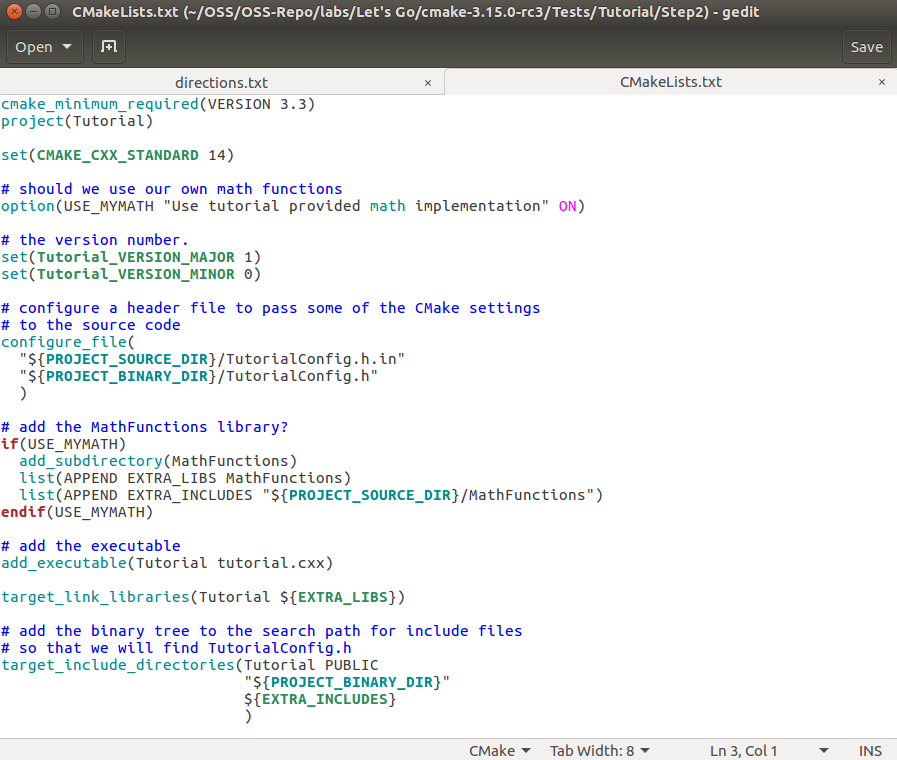 CMakeLists.txt (~/OSS/OSS-Repo/labs/Let's Go/cmake-3.15.0-rc3/Tests/Tutorial/Step2) - gedit
Open
Save
directions.txt ×
CMakeLists.txt ×
cmake_minimum_required(VERSION 3.3)
project(Tutorial)

set(CMAKE_CXX_STANDARD 14)

# should we use our own math functions
option(USE_MYMATH "Use tutorial provided math implementation" ON)

# the version number.
set(Tutorial_VERSION_MAJOR 1)
set(Tutorial_VERSION_MINOR 0)

# configure a header file to pass some of the CMake settings
# to the source code
configure_file(
  "${PROJECT_SOURCE_DIR}/TutorialConfig.h.in"
  "${PROJECT_BINARY_DIR}/TutorialConfig.h"
  )

# add the MathFunctions library?
if(USE_MYMATH)
  add_subdirectory(MathFunctions)
  list(APPEND EXTRA_LIBS MathFunctions)
  list(APPEND EXTRA_INCLUDES "${PROJECT_SOURCE_DIR}/MathFunctions")
endif(USE_MYMATH)

# add the executable
add_executable(Tutorial tutorial.cxx)

target_link_libraries(Tutorial ${EXTRA_LIBS})

# add the binary tree to the search path for include files
# so that we will find TutorialConfig.h
target_include_directories(Tutorial PUBLIC
                           "${PROJECT_BINARY_DIR}"
                           ${EXTRA_INCLUDES}
                           )
CMake Tab Width: 8 Ln 3, Col 1 INS